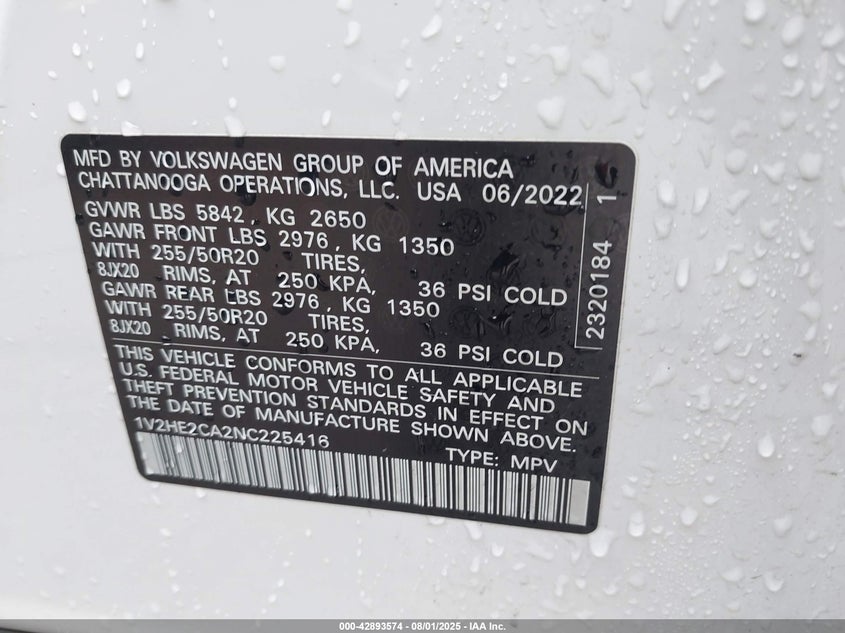 MFD BY VOLKSWAGEN GROUP OF AMERICA
CHATTANOOGA OPERATIONS, LLC. USA 06/2022
GVWR LBS 5842, KG 2650
GAWR FRONT LBS 2976, KG 1350
WITH 255/50R20 TIRES,
8JX20 RIMS, AT 250 KPA, 36 PSI COLD
GAWR REAR LBS 2976, KG 1350
WITH 255/50R20 TIRES,
8JX20 RIMS, AT 250 KPA, 36 PSI COLD
2320184 1
THIS VEHICLE CONFORMS TO ALL APPLICABLE
U.S. FEDERAL MOTOR VEHICLE SAFETY AND
THEFT PREVENTION STANDARDS IN EFFECT ON
THE DATE OF MANUFACTURE SHOWN ABOVE.
1V2HE2CA2NC225416 TYPE: MPV
000-42893574 | 08/01/2025 - IAA Inc.